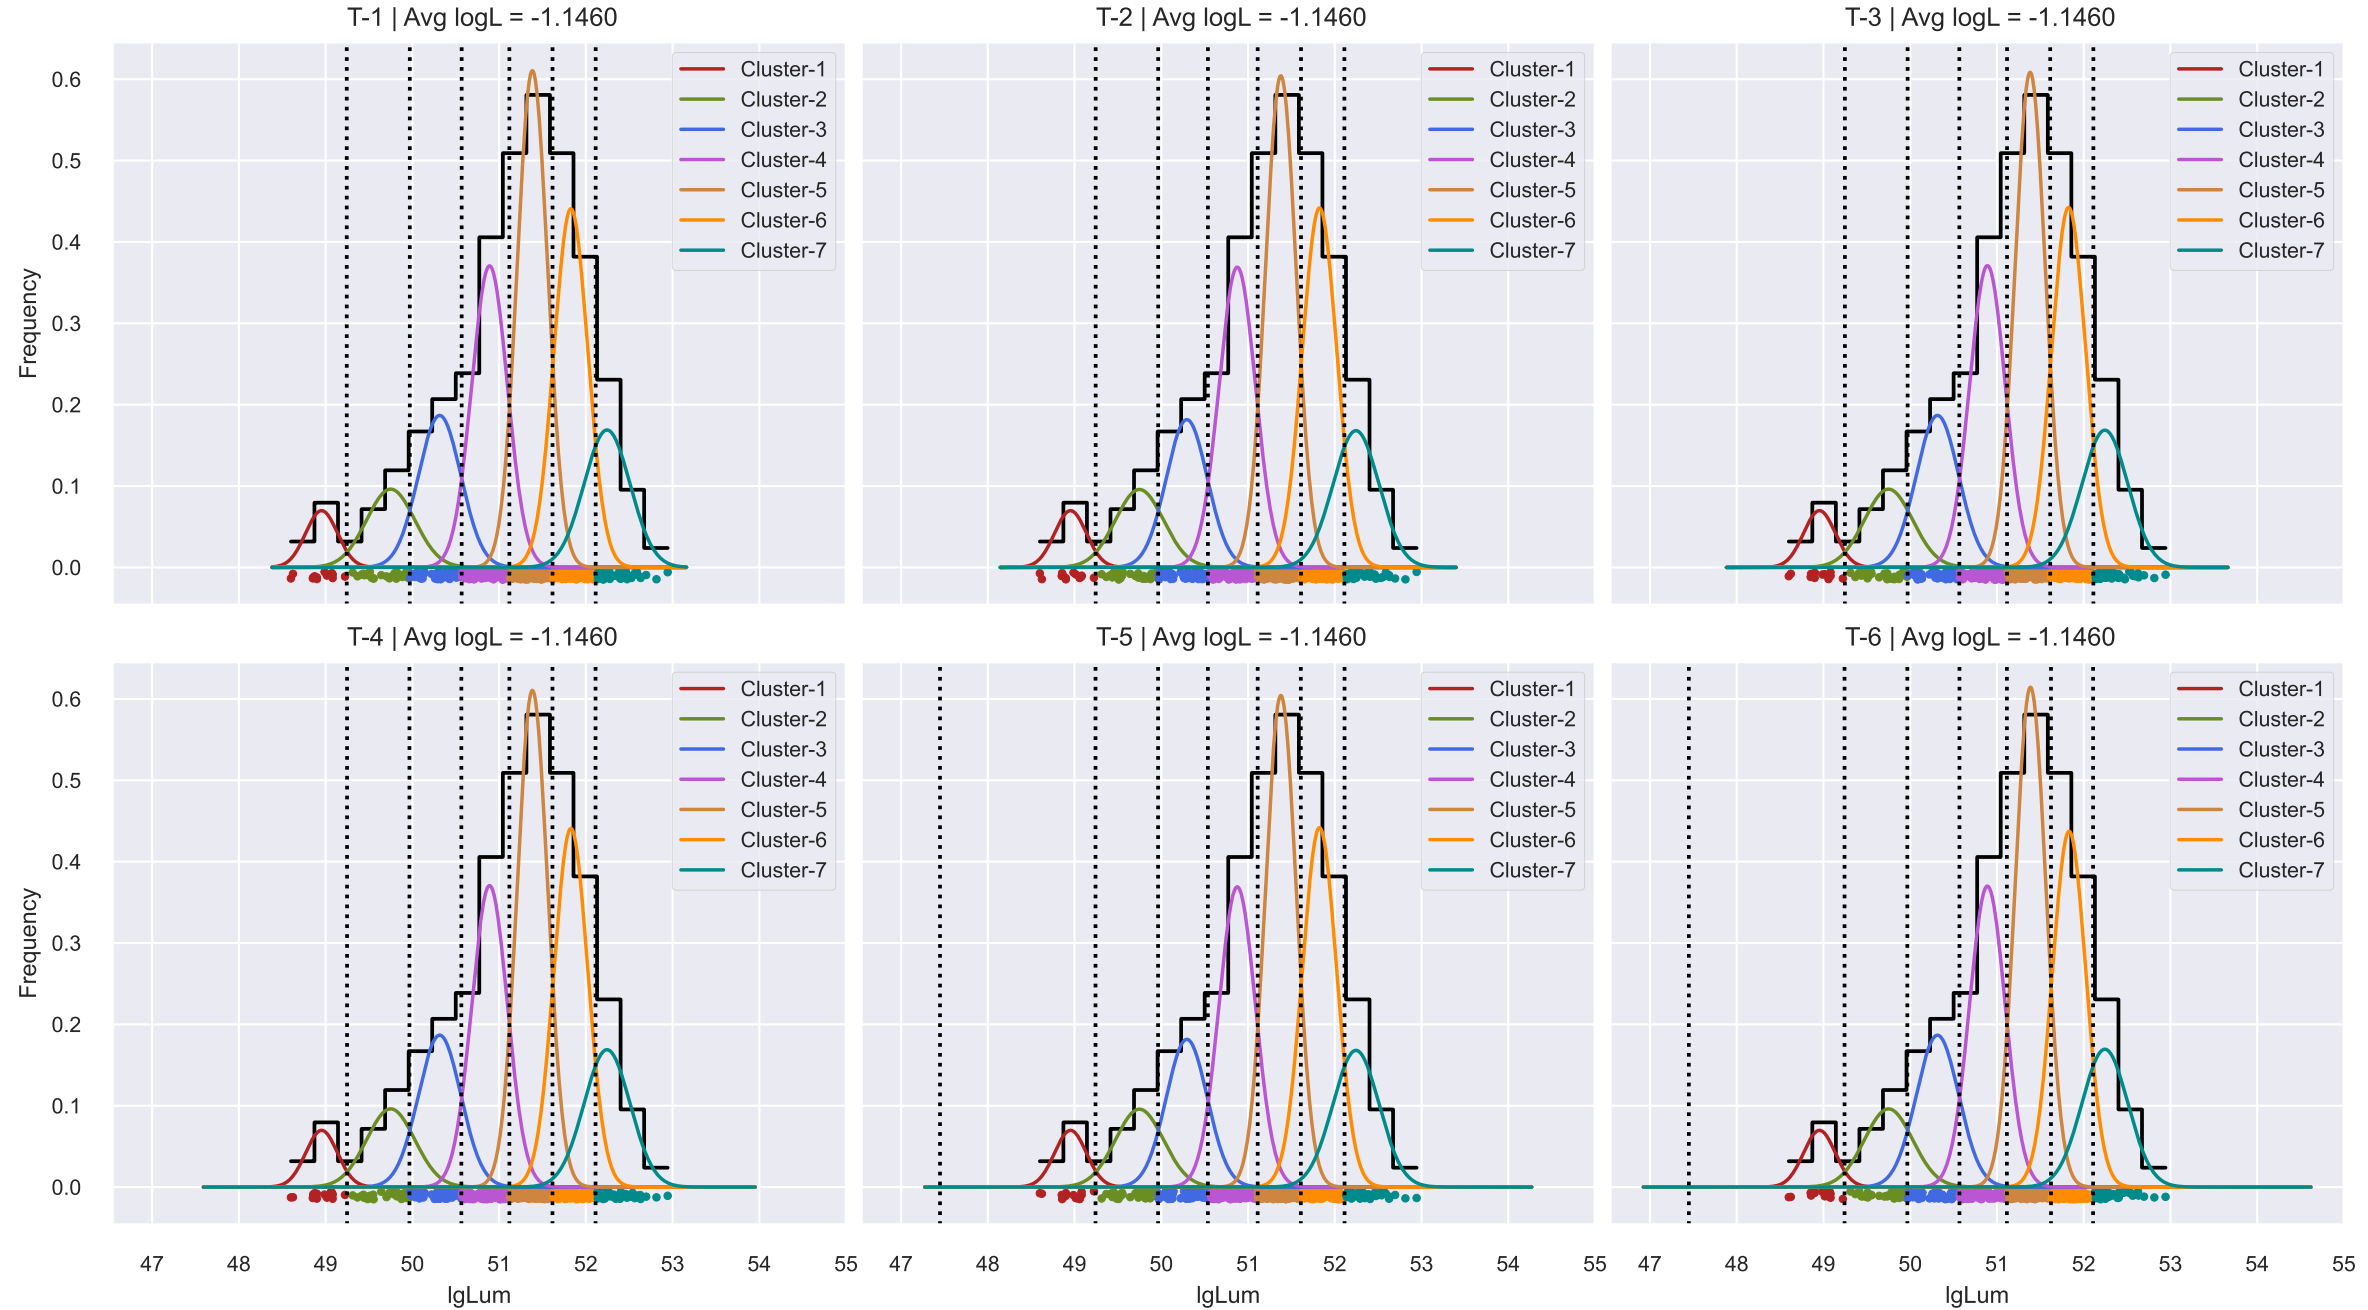 T-1 | Avg logL = -1.1460
T-2 | Avg logL = -1.1460
T-3 | Avg logL = -1.1460
Frequency
0.6
0.5
0.4
0.3
0.2
0.1
0.0
Cluster-1
Cluster-2
Cluster-3
Cluster-4
Cluster-5
Cluster-6
Cluster-7
Cluster-1
Cluster-2
Cluster-3
Cluster-4
Cluster-5
Cluster-6
Cluster-7
Cluster-1
Cluster-2
Cluster-3
Cluster-4
Cluster-5
Cluster-6
Cluster-7
T-4 | Avg logL = -1.1460
T-5 | Avg logL = -1.1460
T-6 | Avg logL = -1.1460
Frequency
0.6
0.5
0.4
0.3
0.2
0.1
0.0
Cluster-1
Cluster-2
Cluster-3
Cluster-4
Cluster-5
Cluster-6
Cluster-7
Cluster-1
Cluster-2
Cluster-3
Cluster-4
Cluster-5
Cluster-6
Cluster-7
Cluster-1
Cluster-2
Cluster-3
Cluster-4
Cluster-5
Cluster-6
Cluster-7
47 48 49 50 51 52 53 54 55
47 48 49 50 51 52 53 54 55
47 48 49 50 51 52 53 54 55
lgLum
lgLum
lgLum